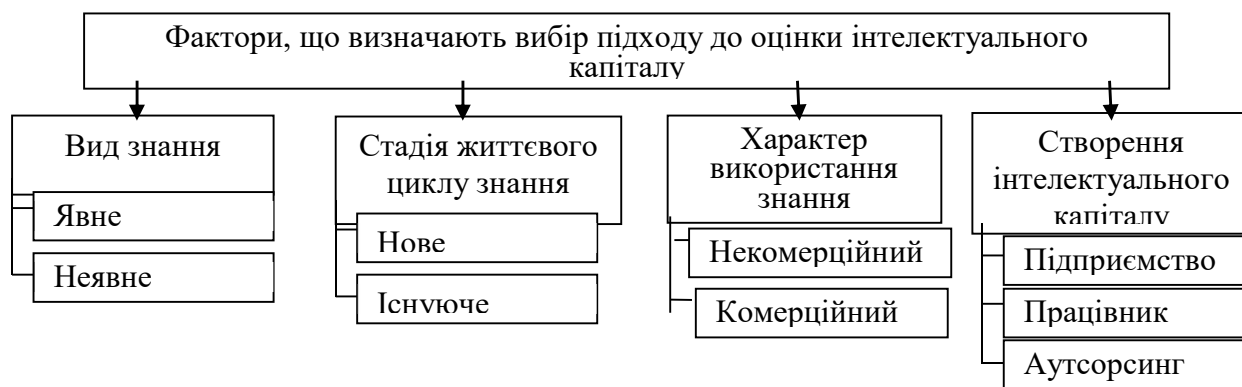 Фактори, що визначають вибір підходу до оцінки інтелектуального
капіталу
Вид знання
Явне
Неявне
Стадія життєвого
циклу знання
Нове
Існуюче
Характер
використання
знання
Некомерційний
Комерційний
Створення
інтелектуального
капіталу
Підприємство
Працівник
Аутсорсинг